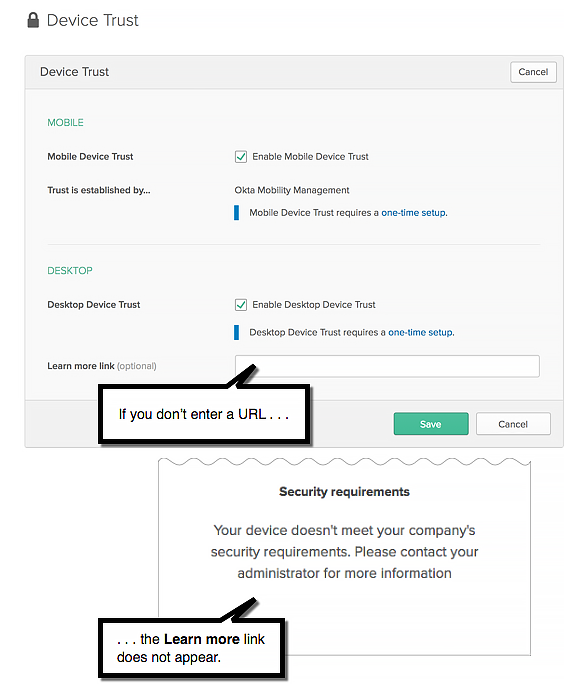 Device Trust
Device Trust
Cancel
MOBILE
Mobile Device Trust
Enable Mobile Device Trust
Trust is established by...
Okta Mobility Management
Mobile Device Trust requires a one-time setup.
DESKTOP
Desktop Device Trust
Enable Desktop Device Trust
Desktop Device Trust requires a one-time setup.
Learn more link (optional)
If you don't enter a URL . . .
Save
Cancel
Security requirements
Your device doesn't meet your company's
security requirements. Please contact your
administrator for more information
. . . the Learn more link
does not appear.